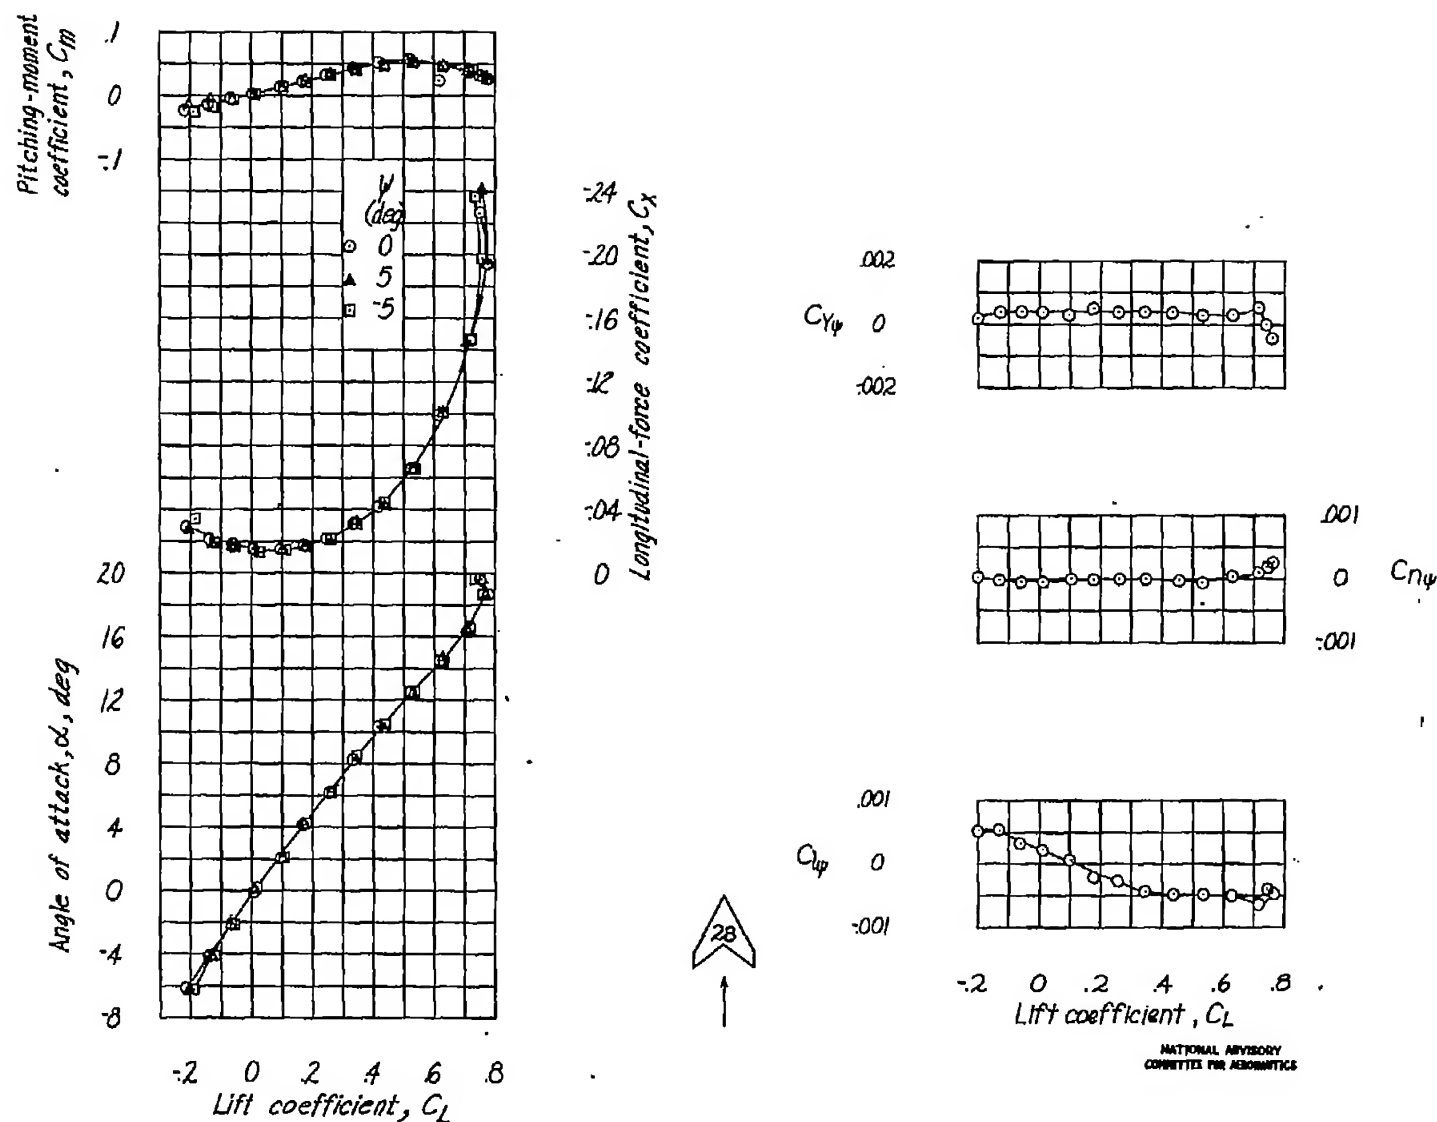 Pitching-moment
coefficient, Cm
.1
0
-.1
ψ
(deg)
0
5
-5
-.24
-.20
-.16
-.12
-.08
-.04
0
Longitudinal-force coefficient, Cx
20
16
12
8
4
0
-4
-8
Angle of attack, α, deg
-.2 0 .2 .4 .6 .8
Lift coefficient, CL
28
.002
CYψ 0
-.002
.001
0 Cnψ
-.001
.001
Clψ 0
-.001
-.2 0 .2 .4 .6 .8
Lift coefficient, CL
NATIONAL ADVISORY
COMMITTEE FOR AERONAUTICS